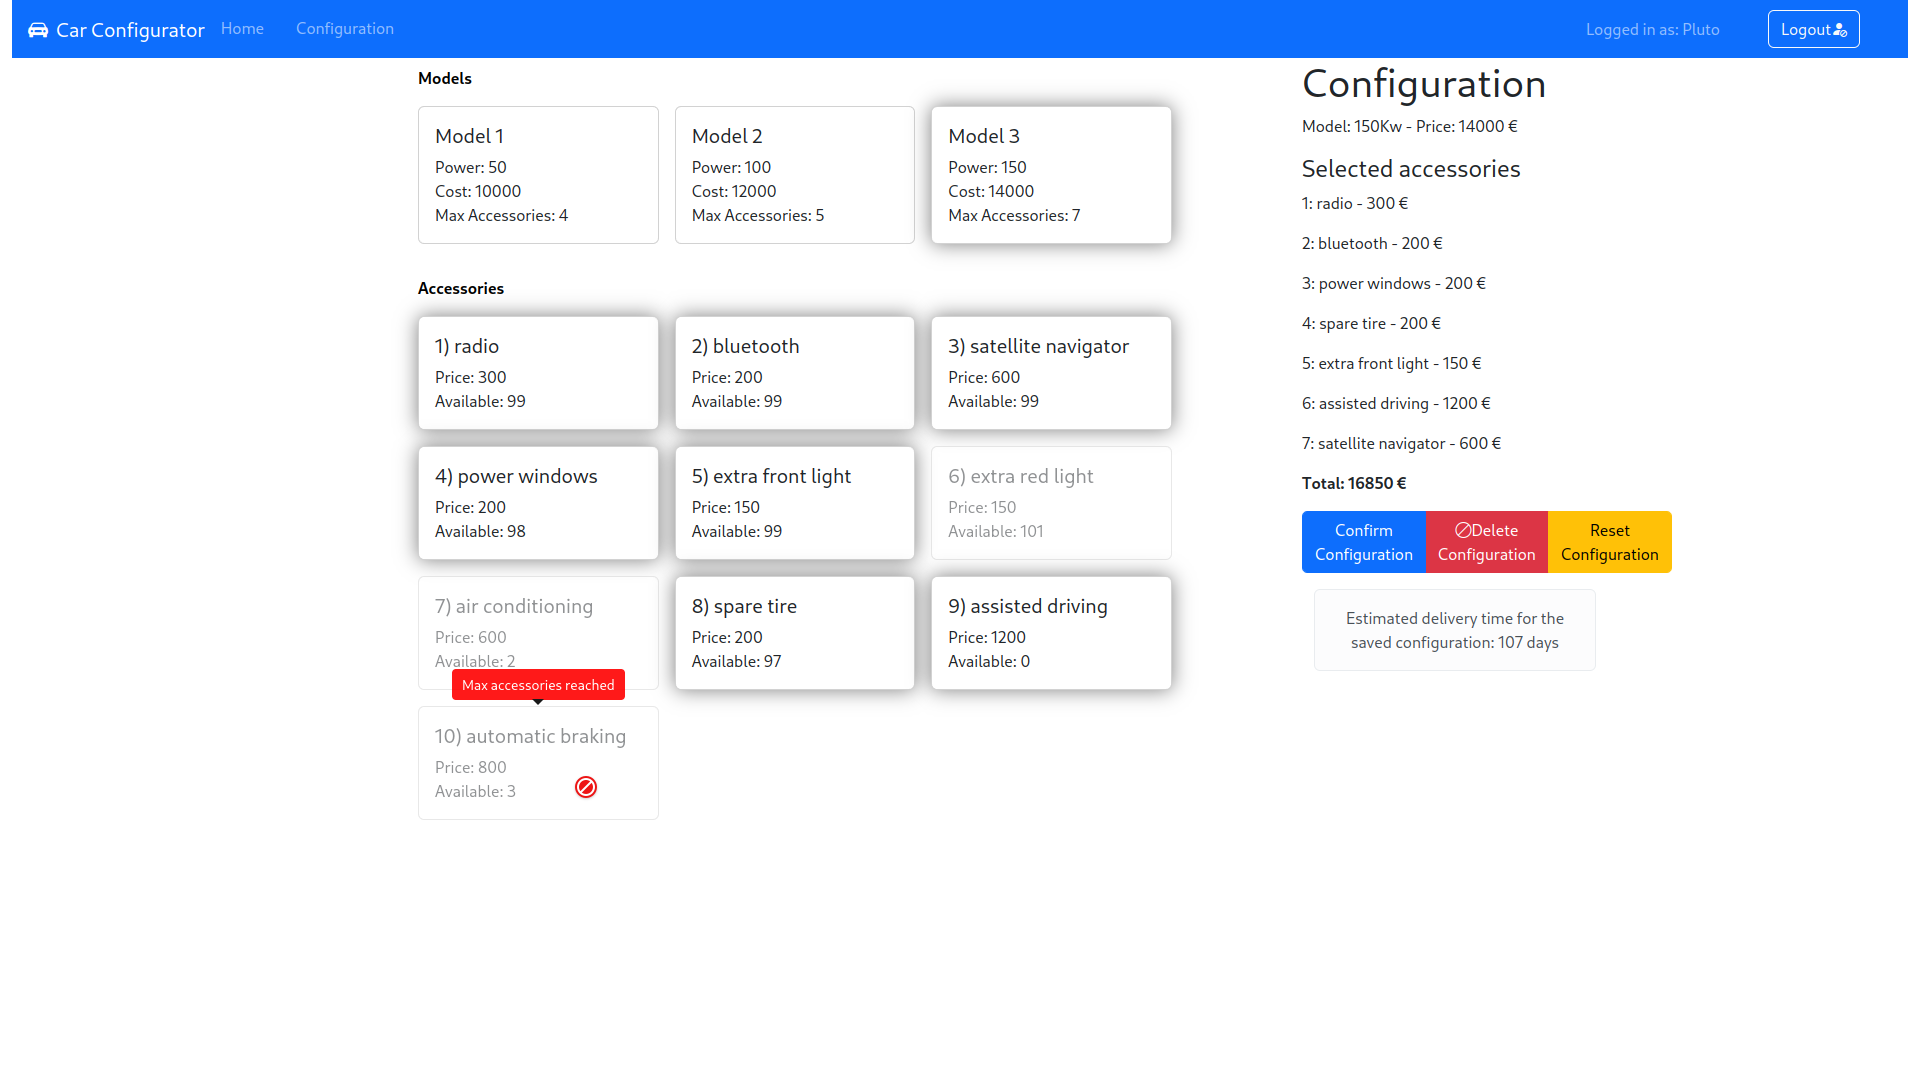 Car Configurator
Home
Configuration
Logged in as: Pluto
Logout
Models
Model 1
Power: 50
Cost: 10000
Max Accessories: 4
Model 2
Power: 100
Cost: 12000
Max Accessories: 5
Model 3
Power: 150
Cost: 14000
Max Accessories: 7
Accessories
1) radio
Price: 300
Available: 99
2) bluetooth
Price: 200
Available: 99
3) satellite navigator
Price: 600
Available: 99
4) power windows
Price: 200
Available: 98
5) extra front light
Price: 150
Available: 99
6) extra red light
Price: 150
Available: 101
7) air conditioning
Price: 600
Available: 2
8) spare tire
Price: 200
Available: 97
9) assisted driving
Price: 1200
Available: 0
Max accessories reached
10) automatic braking
Price: 800
Available: 3
Configuration
Model: 150Kw - Price: 14000 €
Selected accessories
1: radio - 300 €
2: bluetooth - 200 €
3: power windows - 200 €
4: spare tire - 200 €
5: extra front light - 150 €
6: assisted driving - 1200 €
7: satellite navigator - 600 €
Total: 16850 €
Confirm
Configuration
Delete
Configuration
Reset
Configuration
Estimated delivery time for the
saved configuration: 107 days